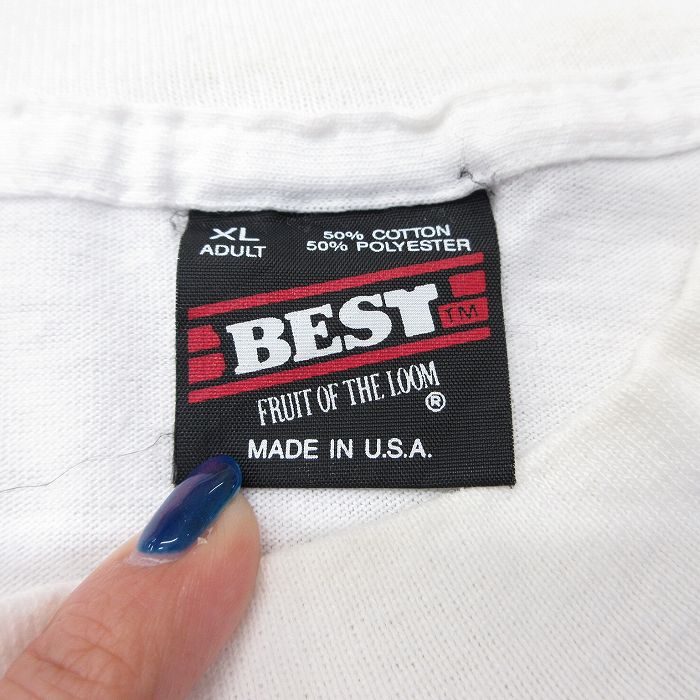 XL
ADULT
50% COTTON
50% POLYESTER
BEST TM
FRUIT OF THE LOOM
®
MADE IN U.S.A.